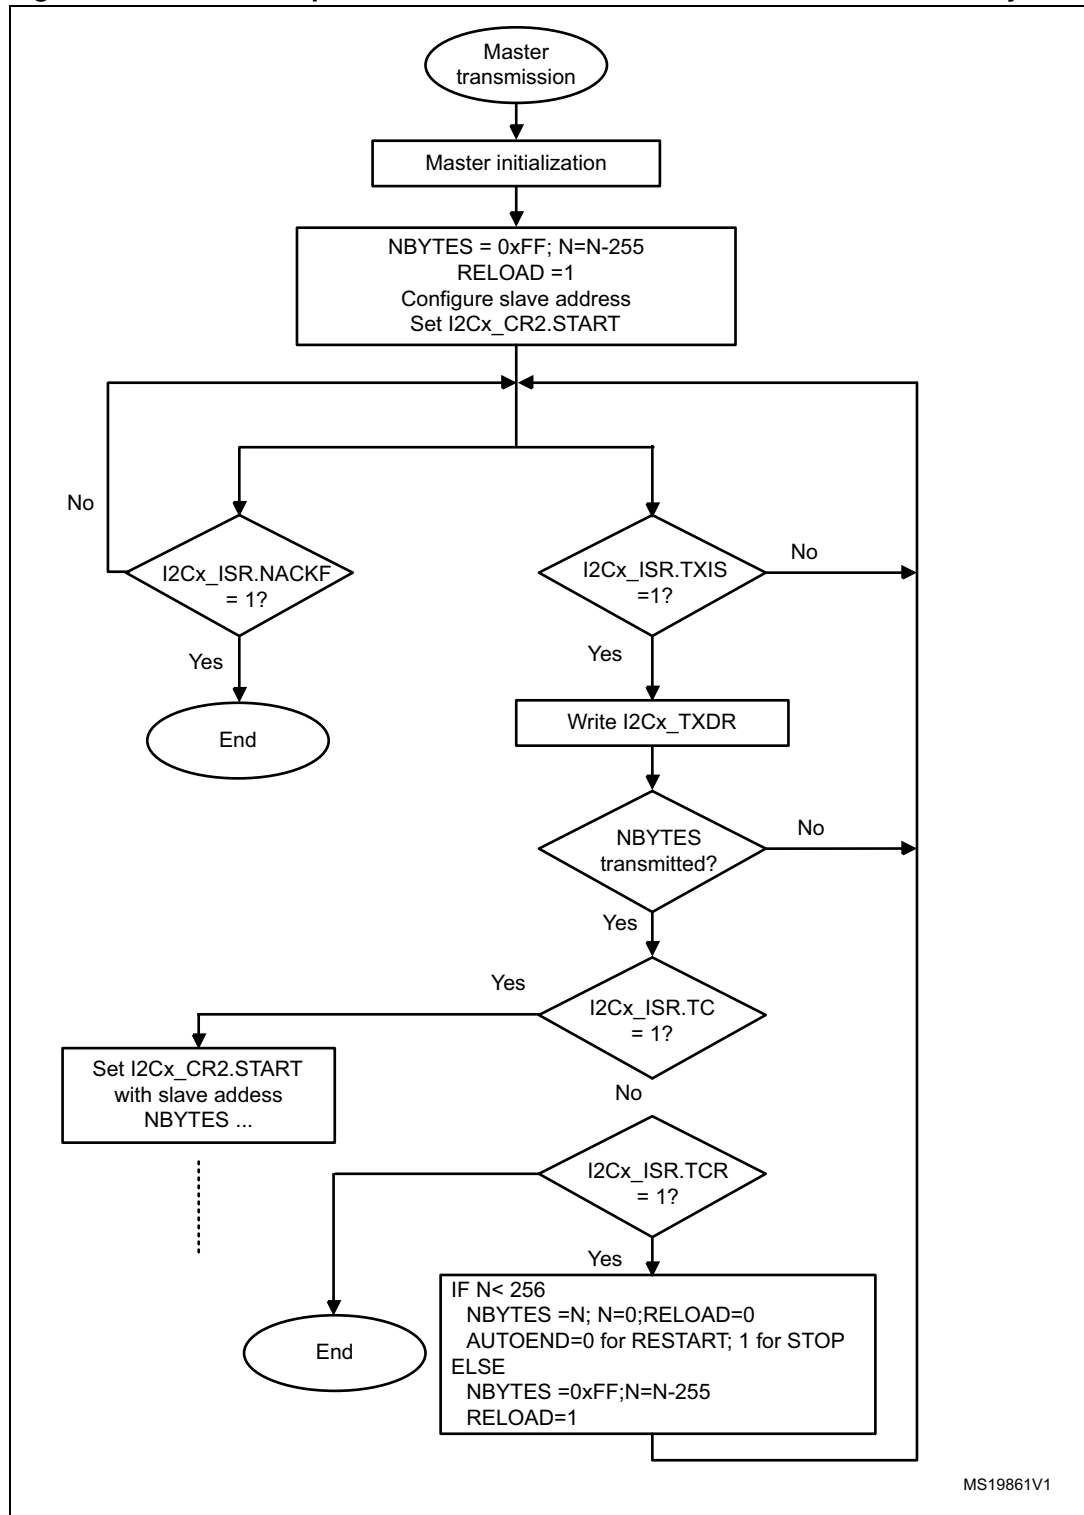 Master
transmission
Master initialization
NBYTES = 0xFF; N=N-255
RELOAD =1
Configure slave address
Set I2Cx_CR2.START
No
I2Cx_ISR.NACKF
= 1?
Yes
End
I2Cx_ISR.TXIS
=1?
No
Yes
Write I2Cx_TXDR
NBYTES
transmitted?
No
Yes
I2Cx_ISR.TC
= 1?
Yes
Set I2Cx_CR2.START
with slave addess
NBYTES ...
No
I2Cx_ISR.TCR
= 1?
Yes
End
IF N< 256
NBYTES =N; N=0;RELOAD=0
AUTOEND=0 for RESTART; 1 for STOP
ELSE
NBYTES =0xFF;N=N-255
RELOAD=1
MS19861V1